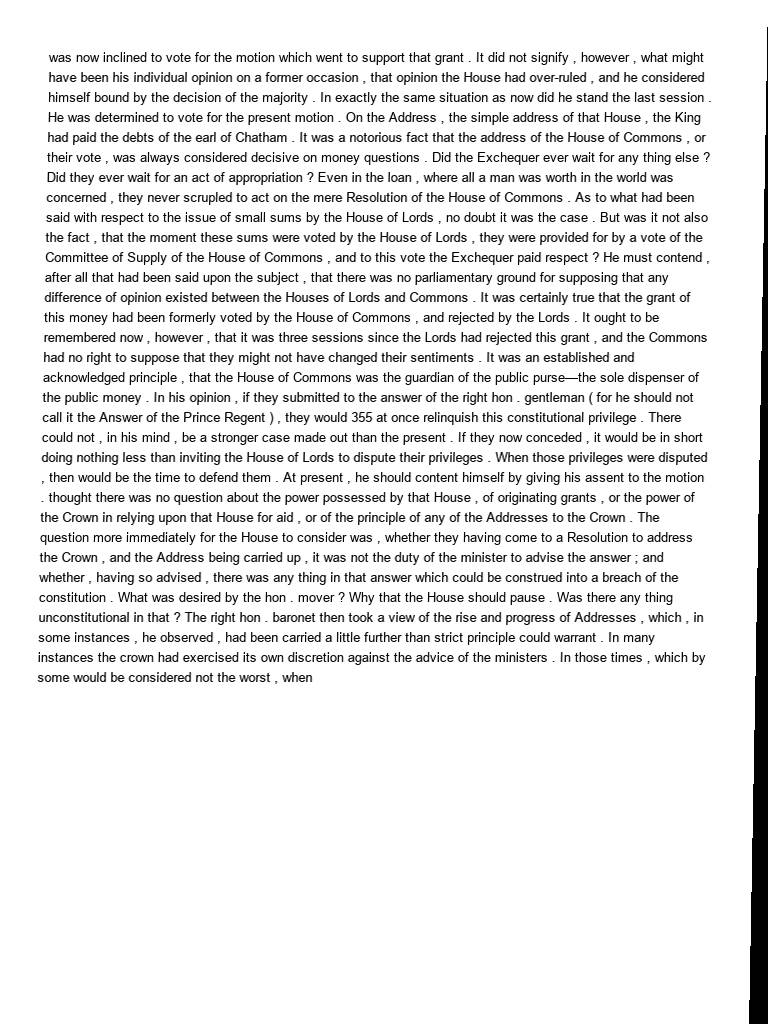 was now inclined to vote for the motion which went to support that grant . It did not signify , however , what might
have been his individual opinion on a former occasion , that opinion the House had over-ruled , and he considered
himself bound by the decision of the majority . In exactly the same situation as now did he stand the last session .
He was determined to vote for the present motion . On the Address , the simple address of that House , the King
had paid the debts of the earl of Chatham . It was a notorious fact that the address of the House of Commons , or
their vote , was always considered decisive on money questions . Did the Exchequer ever wait for any thing else ?
Did they ever wait for an act of appropriation ? Even in the loan , where all a man was worth in the world was
concerned , they never scrupled to act on the mere Resolution of the House of Commons . As to what had been
said with respect to the issue of small sums by the House of Lords , no doubt it was the case . But was it not also
the fact , that the moment these sums were voted by the House of Lords , they were provided for by a vote of the
Committee of Supply of the House of Commons , and to this vote the Exchequer paid respect ? He must contend ,
after all that had been said upon the subject , that there was no parliamentary ground for supposing that any
difference of opinion existed between the Houses of Lords and Commons . It was certainly true that the grant of
this money had been formerly voted by the House of Commons , and rejected by the Lords . It ought to be
remembered now , however , that it was three sessions since the Lords had rejected this grant , and the Commons
had no right to suppose that they might not have changed their sentiments . It was an established and
acknowledged principle , that the House of Commons was the guardian of the public purse—the sole dispenser of
the public money . In his opinion , if they submitted to the answer of the right hon . gentleman ( for he should not
call it the Answer of the Prince Regent ) , they would 355 at once relinquish this constitutional privilege . There
could not , in his mind , be a stronger case made out than the present . If they now conceded , it would be in short
doing nothing less than inviting the House of Lords to dispute their privileges . When those privileges were disputed
, then would be the time to defend them . At present , he should content himself by giving his assent to the motion
. thought there was no question about the power possessed by that House , of originating grants , or the power of
the Crown in relying upon that House for aid , or of the principle of any of the Addresses to the Crown . The
question more immediately for the House to consider was , whether they having come to a Resolution to address
the Crown , and the Address being carried up , it was not the duty of the minister to advise the answer ; and
whether , having so advised , there was any thing in that answer which could be construed into a breach of the
constitution . What was desired by the hon . mover ? Why that the House should pause . Was there any thing
unconstitutional in that ? The right hon . baronet then took a view of the rise and progress of Addresses , which , in
some instances , he observed , had been carried a little further than strict principle could warrant . In many
instances the crown had exercised its own discretion against the advice of the ministers . In those times , which by
some would be considered not the worst , when